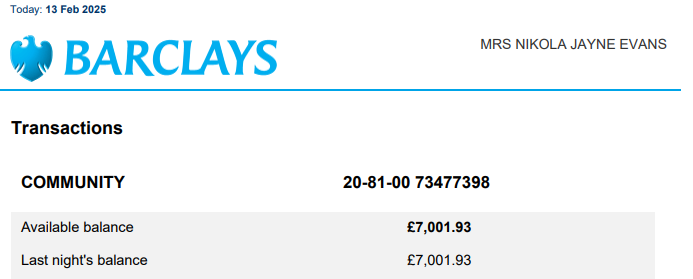 Today: 13 Feb 2025
BARCLAYS
MRS NIKOLA JAYNE EVANS
Transactions
COMMUNITY 20-81-00 73477398
Available balance £7,001.93
Last night's balance £7,001.93